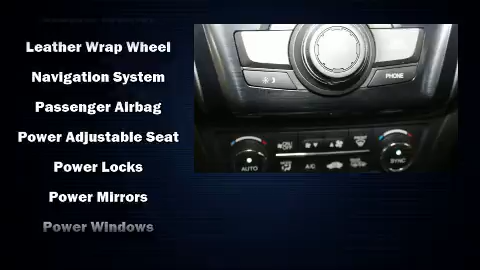 Leather Wrap Wheel
Navigation System
Passenger Airbag
Power Adjustable Seat
Power Locks
Power Mirrors
Power Windows
PHONE
AUTO
A/C
SYNC